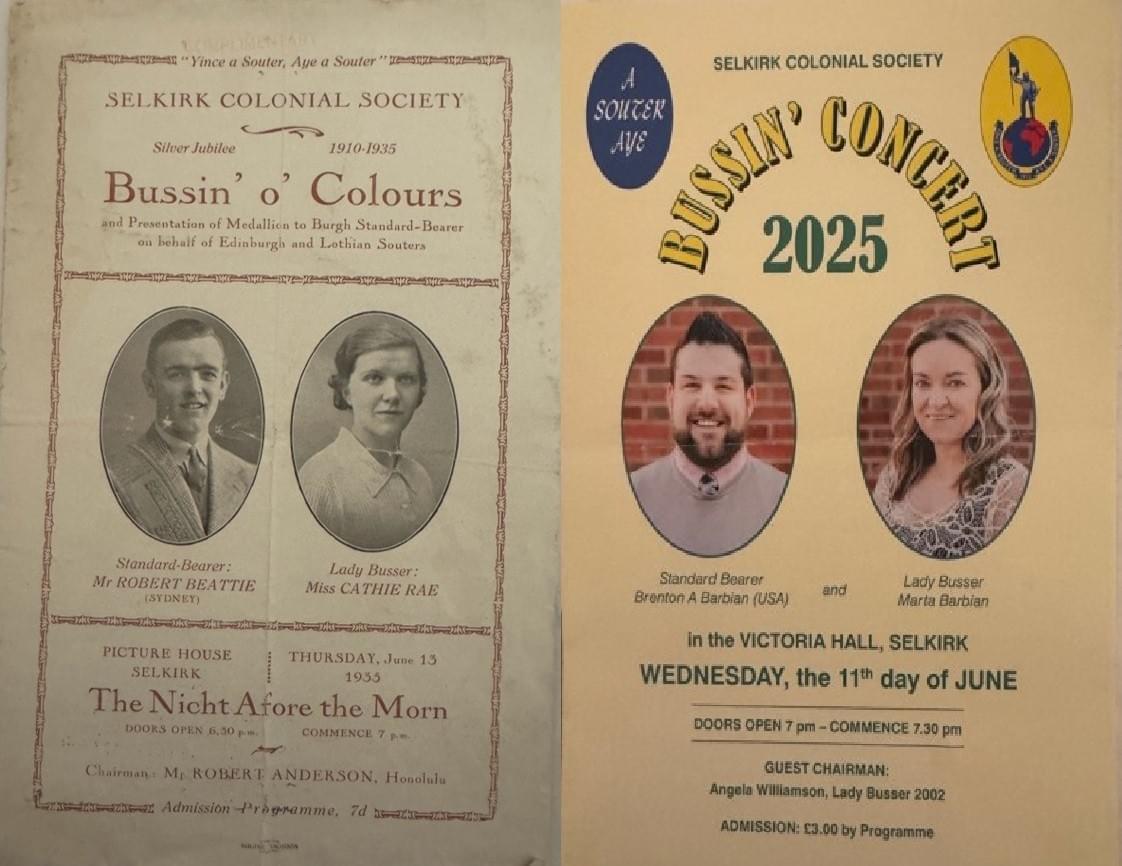 COMPLIMENTARY
"Yince a Souter, Aye a Souter"
SELKIRK COLONIAL SOCIETY
Silver Jubilee 1910-1935
Bussin' o' Colours
and Presentation of Medallion to Burgh Standard-Bearer
on behalf of Edinburgh and Lothian Souters
Standard-Bearer:
Mr ROBERT BEATTIE
(SYDNEY)
Lady Busser:
Miss CATHIE RAE
PICTURE HOUSE
SELKIRK
THURSDAY, June 13
1935
The Nicht Afore the Morn
DOORS OPEN 6.30 p.m. COMMENCE 7 p.m.
Chairman: Mr ROBERT ANDERSON, Honolulu
Admission Programme, 7d
A
SOUTER
AYE
SELKIRK COLONIAL SOCIETY
BUSSIN' CONCERT
2025
Standard Bearer
Brenton A Barbian (USA)
and
Lady Busser
Marta Barbian
in the VICTORIA HALL, SELKIRK
WEDNESDAY, the 11th day of JUNE
DOORS OPEN 7 pm – COMMENCE 7.30 pm
GUEST CHAIRMAN:
Angela Williamson, Lady Busser 2002
ADMISSION: £3.00 by Programme